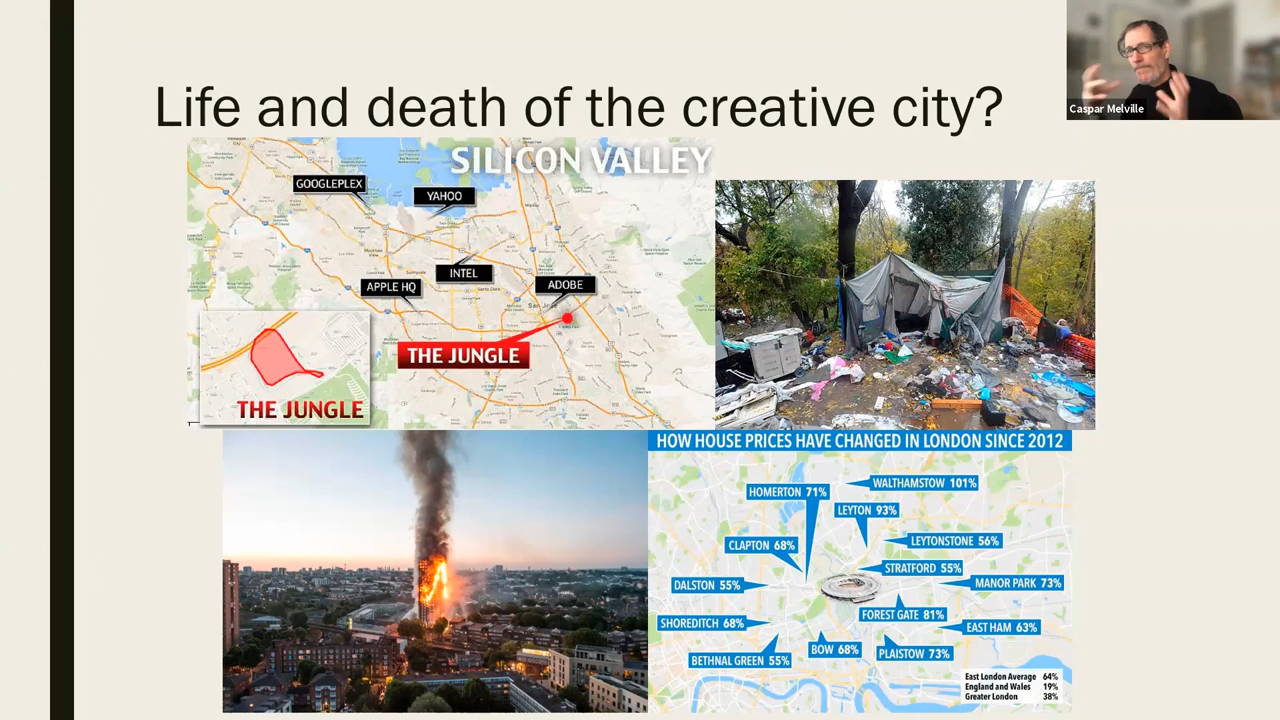 Life and death of the creative city?
Caspar Melville
SILICON VALLEY
GOOGLEPLEX
YAHOO
INTEL
APPLE HQ
ADOBE
San Jose
THE JUNGLE
THE JUNGLE
HOW HOUSE PRICES HAVE CHANGED IN LONDON SINCE 2012
WALTHAMSTOW 101%
HOMERTON 71%
LEYTON 93%
LEYTONSTONE 56%
CLAPTON 68%
STRATFORD 55%
MANOR PARK 73%
DALSTON 55%
FOREST GATE 81%
SHOREDITCH 68%
EAST HAM 63%
BOW 68%
PLAISTOW 73%
BETHNAL GREEN 55%
East London Average 64%
England and Wales 19%
Greater London 38%